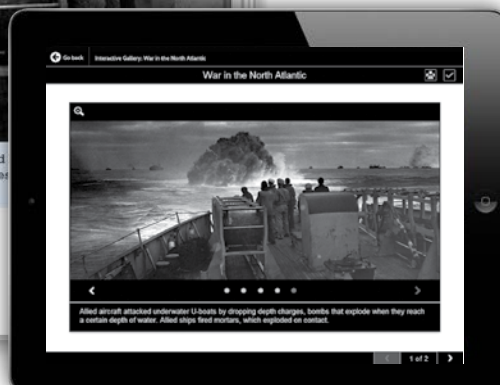 Go back
Interactive Gallery: War in the North Atlantic
War in the North Atlantic
Allied aircraft attacked underwater U-boats by dropping depth charges, bombs that explode when they reach
a certain depth of water. Allied ships fired mortars, which exploded on contact.
1 of 2